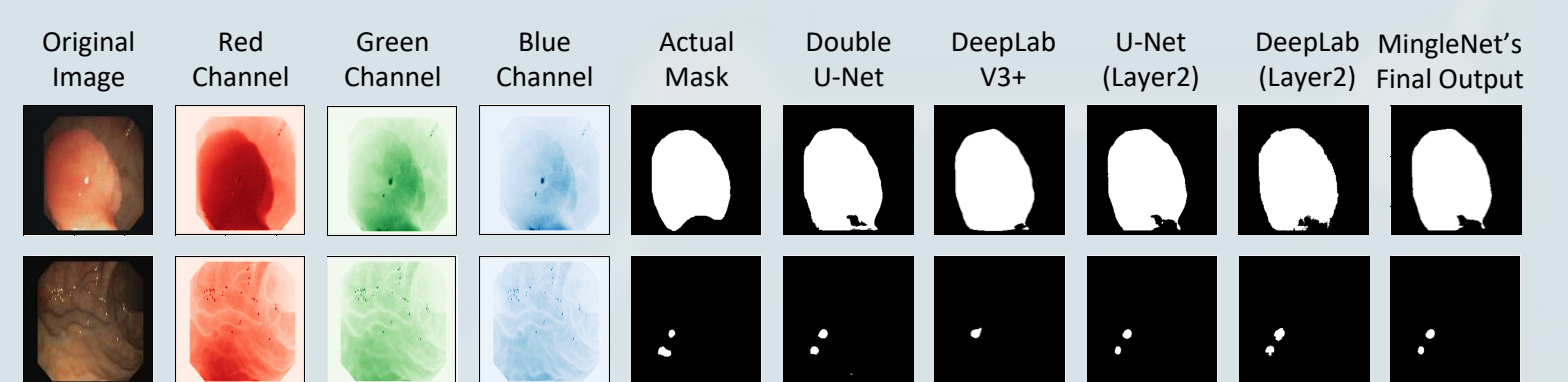 Original Image
Red Channel
Green Channel
Blue Channel
Actual Mask
Double U-Net
DeepLab V3+
U-Net (Layer2)
DeepLab (Layer2)
MingleNet's Final Output